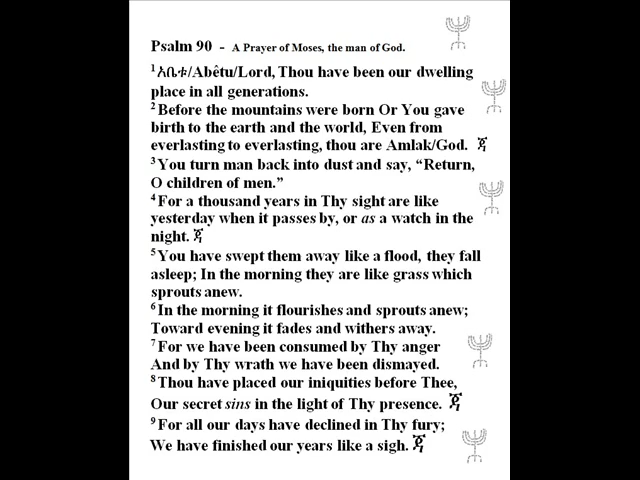 Psalm 90 - A Prayer of Moses, the man of God.
1 አቤቱ/Abêtu/Lord, Thou have been our dwelling
place in all generations.
2 Before the mountains were born Or You gave
birth to the earth and the world, Even from
everlasting to everlasting, thou are Amlak/God.
3 You turn man back into dust and say, “Return,
O children of men.”
4 For a thousand years in Thy sight are like
yesterday when it passes by, or as a watch in the
night.
5 You have swept them away like a flood, they fall
asleep; In the morning they are like grass which
sprouts anew.
6 In the morning it flourishes and sprouts anew;
Toward evening it fades and withers away.
7 For we have been consumed by Thy anger
And by Thy wrath we have been dismayed.
8 Thou have placed our iniquities before Thee,
Our secret sins in the light of Thy presence.
9 For all our days have declined in Thy fury;
We have finished our years like a sigh.